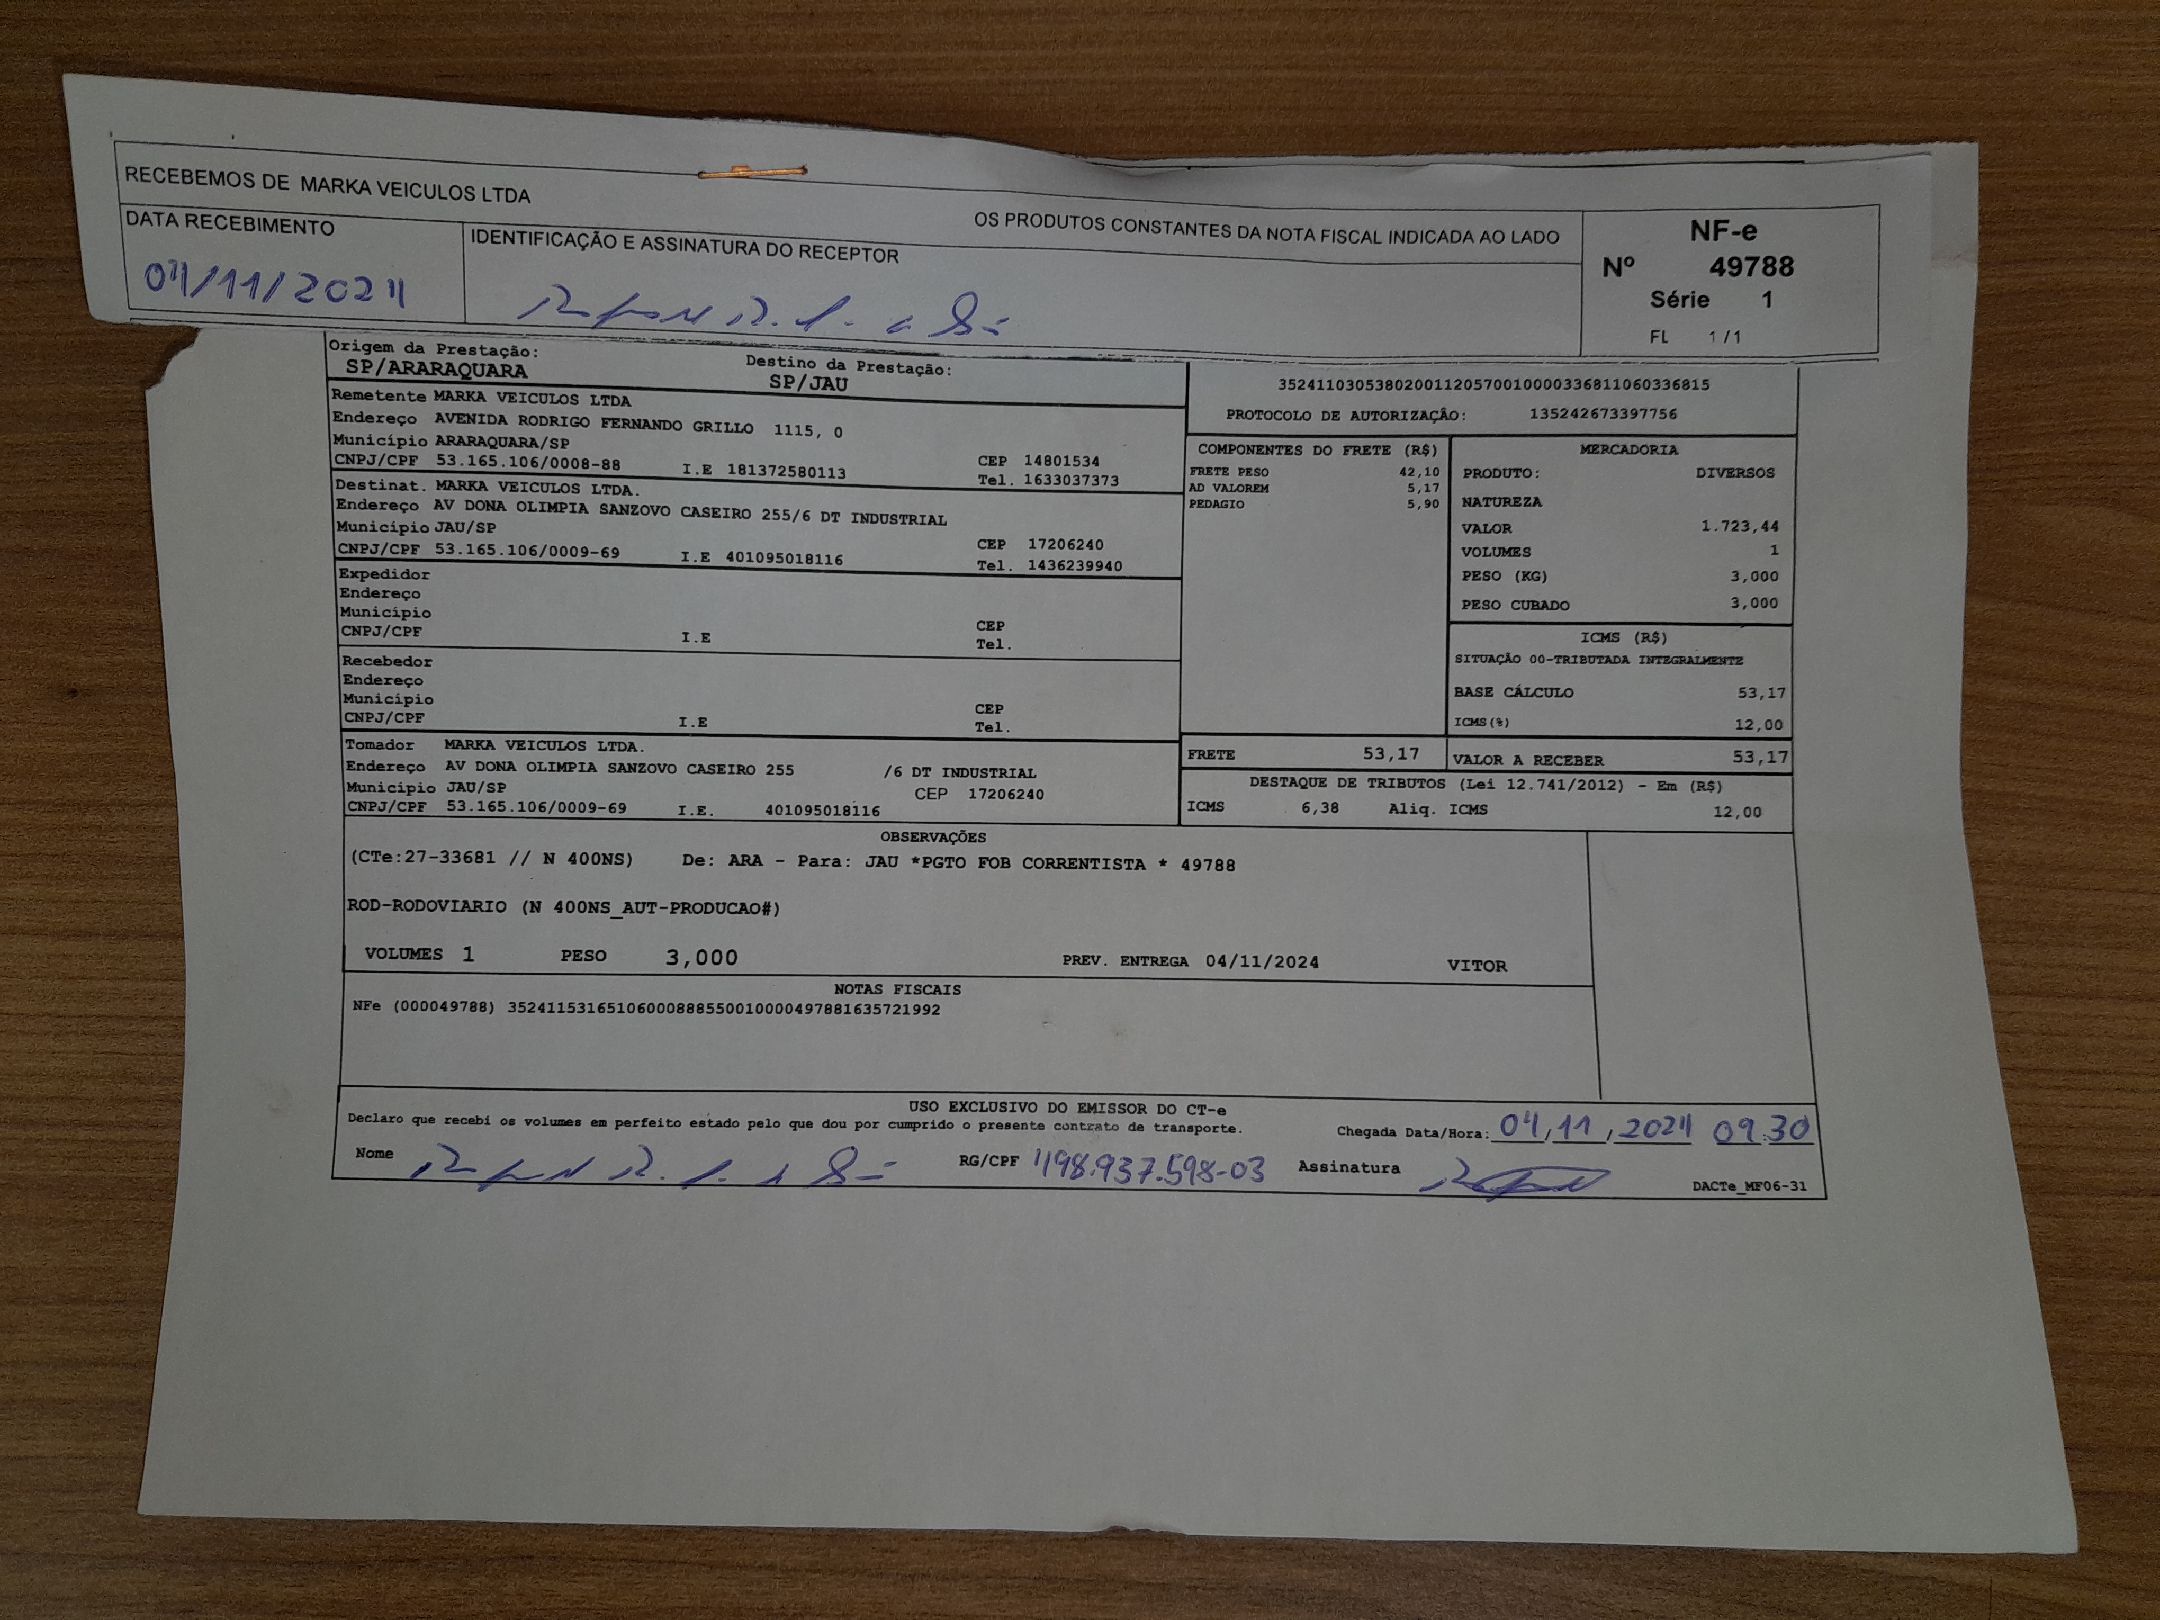 RECEBEMOS DE MARKA VEICULOS LTDA
OS PRODUTOS CONSTANTES DA NOTA FISCAL INDICADA AO LADO
DATA RECEBIMENTO
04/11/2024
IDENTIFICAÇÃO E ASSINATURA DO RECEPTOR
NF-e
Nº 49788
Série 1
FL 1 /1
Origem da Prestação:
SP/ARARAQUARA
Destino da Prestação:
SP/JAU
Remetente MARKA VEICULOS LTDA
Endereço AVENIDA RODRIGO FERNANDO GRILLO 1115, 0
Município ARARAQUARA/SP
CEP 14801534
CNPJ/CPF 53.165.106/0008-88 I.E 181372580113 Tel. 1633037373
Destinat. MARKA VEICULOS LTDA.
Endereço AV DONA OLIMPIA SANZOVO CASEIRO 255/6 DT INDUSTRIAL
Município JAU/SP
CEP 17206240
CNPJ/CPF 53.165.106/0009-69 I.E 401095018116 Tel. 1436239940
Expedidor
Endereço
Município
CEP
CNPJ/CPF I.E Tel.
Recebedor
Endereço
Município
CEP
CNPJ/CPF I.E Tel.
Tomador MARKA VEICULOS LTDA.
Endereço AV DONA OLIMPIA SANZOVO CASEIRO 255 /6 DT INDUSTRIAL
Município JAU/SP CEP 17206240
CNPJ/CPF 53.165.106/0009-69 I.E. 401095018116
35241103053802001120570010000336811060336815
PROTOCOLO DE AUTORIZAÇÂO: 135242673397756
COMPONENTES DO FRETE (R$)
FRETE PESO 42,10
AD VALOREM 5,17
PEDAGIO 5,90
MERCADORIA
PRODUTO: DIVERSOS
NATUREZA
VALOR 1.723,44
VOLUMES 1
PESO (KG) 3,000
PESO CUBADO 3,000
ICMS (R$)
SITUAÇÃO 00-TRIBUTADA INTEGRALMENTE
BASE CÁLCULO 53,17
ICMS(%) 12,00
FRETE 53,17
VALOR A RECEBER 53,17
DESTAQUE DE TRIBUTOS (Lei 12.741/2012) - Em (R$)
ICMS 6,38 Aliq. ICMS 12,00
OBSERVAÇÕES
(CTe:27-33681 // N 400NS) De: ARA - Para: JAU *PGTO FOB CORRENTISTA * 49788
ROD-RODOVIARIO (N 400NS_AUT-PRODUCAO#)
VOLUMES 1 PESO 3,000 PREV. ENTREGA 04/11/2024 VITOR
NOTAS FISCAIS
NFe (000049788) 35241153165106000888550010000497881635721992
USO EXCLUSIVO DO EMISSOR DO CT-e
Declaro que recebi os volumes em perfeito estado pelo que dou por cumprido o presente contrato de transporte.
Chegada Data/Hora: 04/11/2024 09:30
Nome
RG/CPF 498.937.598-03
Assinatura
DACTe_MF06-31